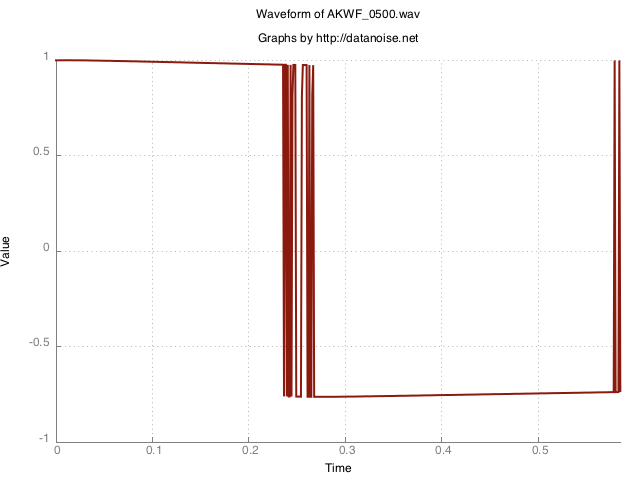 Waveform of AKWF_0500.wav
Graphs by http://datanoise.net
1
0.5
0
-0.5
-1
Value
0 0.1 0.2 0.3 0.4 0.5
Time